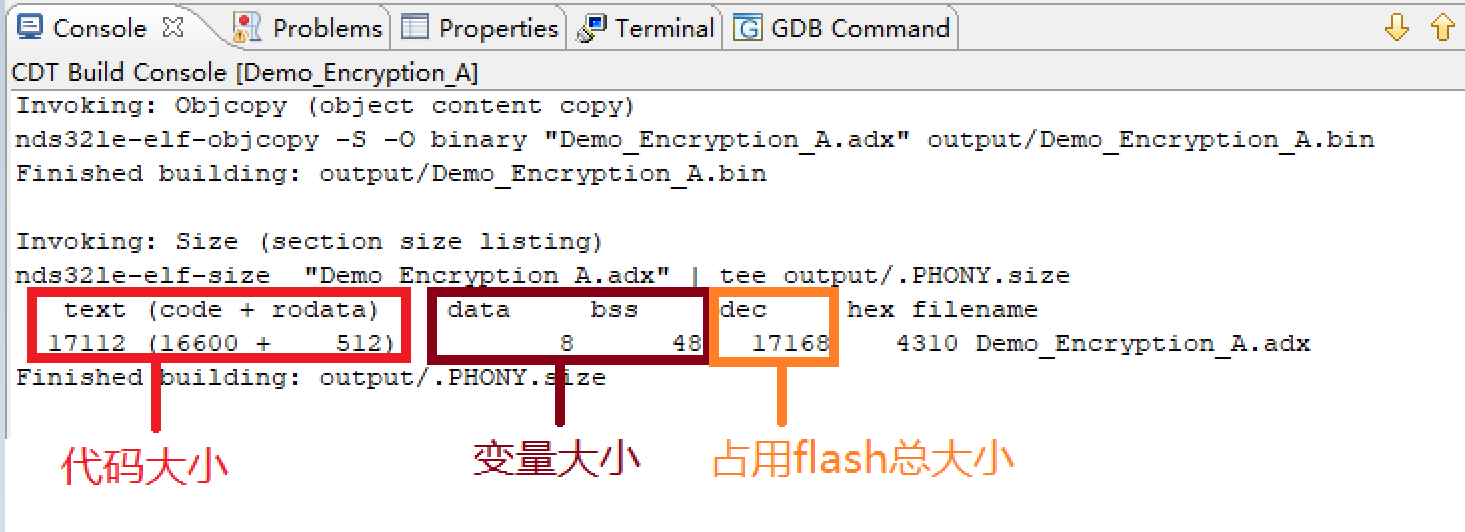 Console Problems Properties Terminal GDB Command
CDT Build Console [Demo_Encryption_A]
Invoking: Objcopy (object content copy)
nds32le-elf-objcopy -S -O binary "Demo_Encryption_A.adx" output/Demo_Encryption_A.bin
Finished building: output/Demo_Encryption_A.bin
Invoking: Size (section size listing)
nds32le-elf-size "Demo Encryption A.adx" | tee output/.PHONY.size
text (code + rodata) data bss dec hex filename
17112 (16600 + 512) 8 48 17168 4310 Demo_Encryption_A.adx
Finished building: output/.PHONY.size
代码大小 变量大小 占用flash总大小